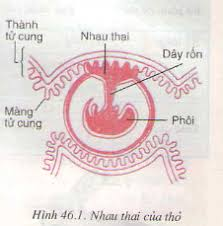 Thành
tử cung
Nhau thai
Dây rốn
Màng
tử cung
Phôi
Hình 46.1. Nhau thai của thỏ